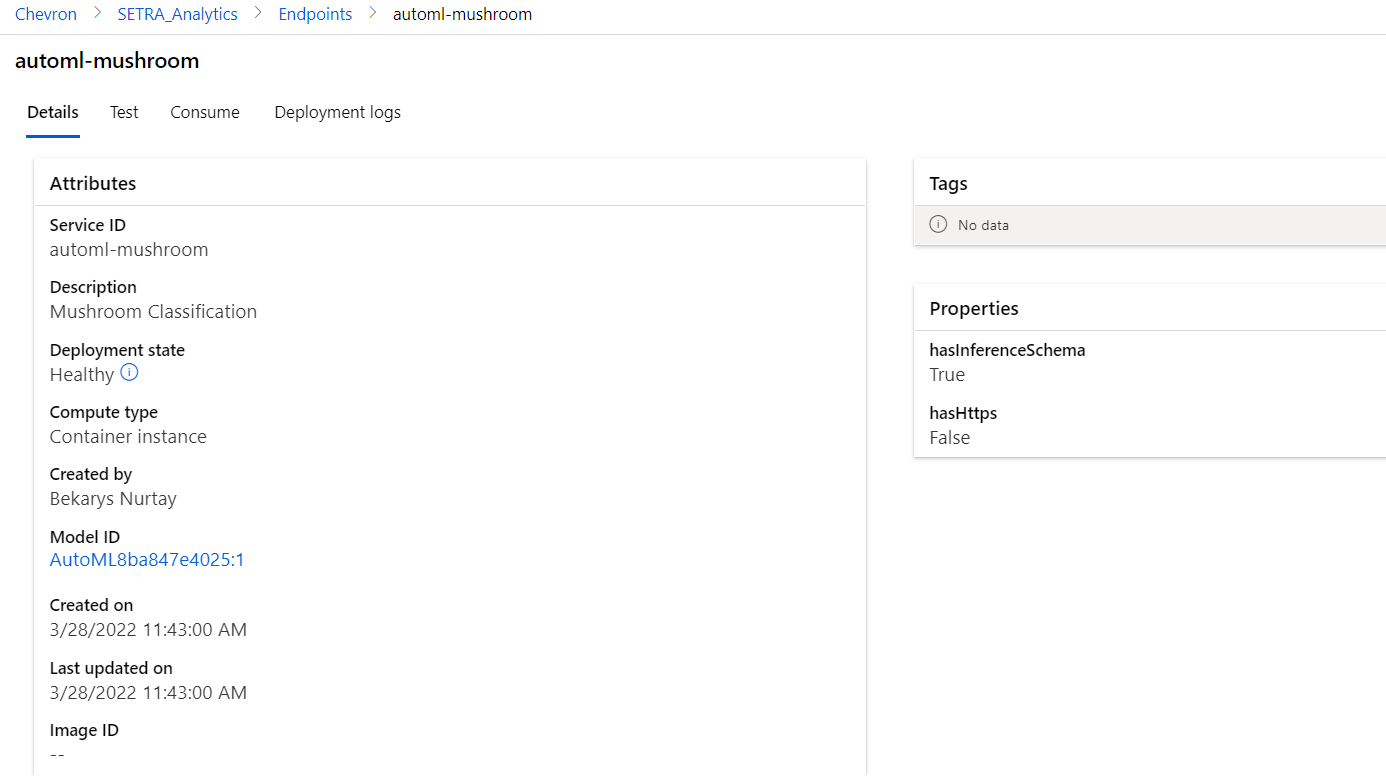 Chevron > SETRA_Analytics > Endpoints > automl-mushroom
automl-mushroom
Details Test Consume Deployment logs
Attributes
Service ID
automl-mushroom
Description
Mushroom Classification
Deployment state
Healthy
Compute type
Container instance
Created by
Bekarys Nurtay
Model ID
AutoML8ba847e4025:1
Created on
3/28/2022 11:43:00 AM
Last updated on
3/28/2022 11:43:00 AM
Image ID
--
Tags
No data
Properties
hasInferenceSchema
True
hasHttps
False